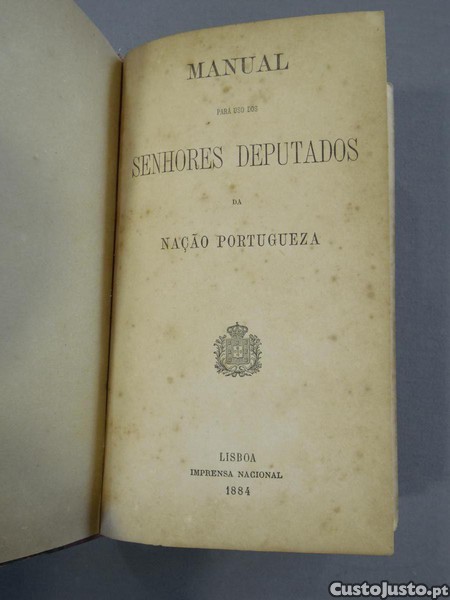 MANUAL
PARA USO DOS
SENHORES DEPUTADOS
DA
NAÇÃO PORTUGUEZA
LISBOA
IMPRENSA NACIONAL
1884
CustoJusto.pt